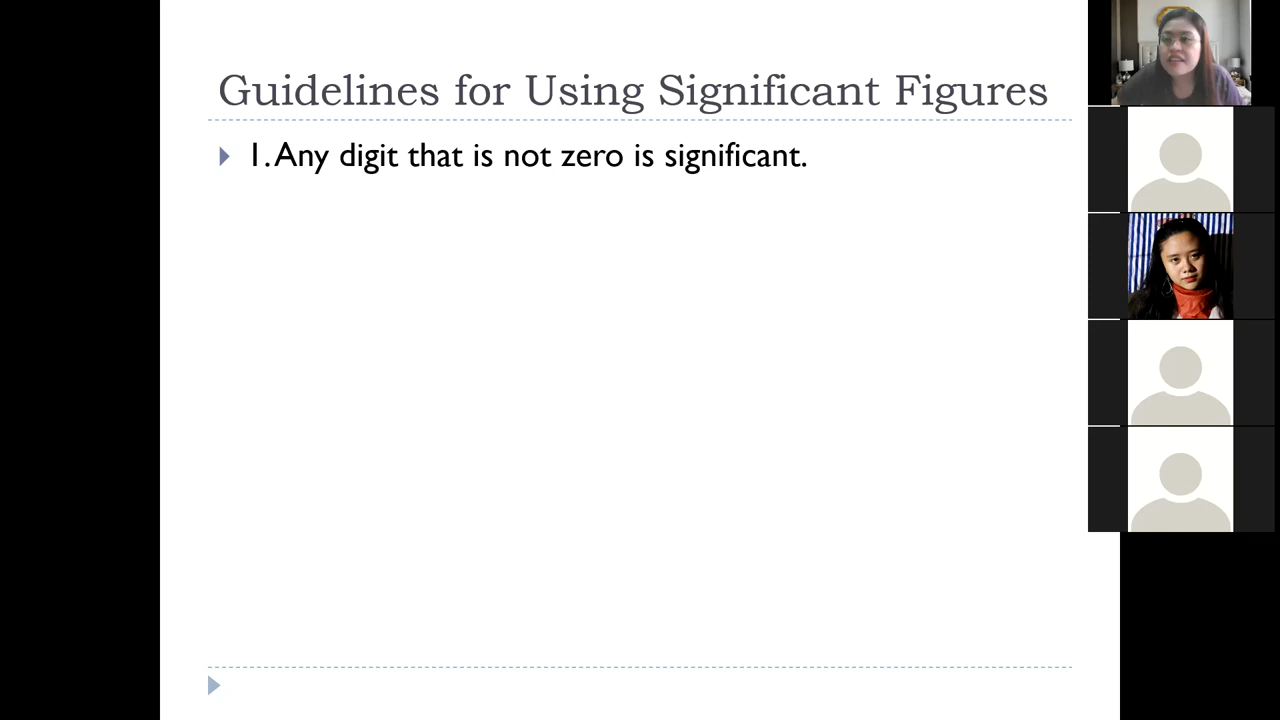 Guidelines for Using Significant Figures
1. Any digit that is not zero is significant.